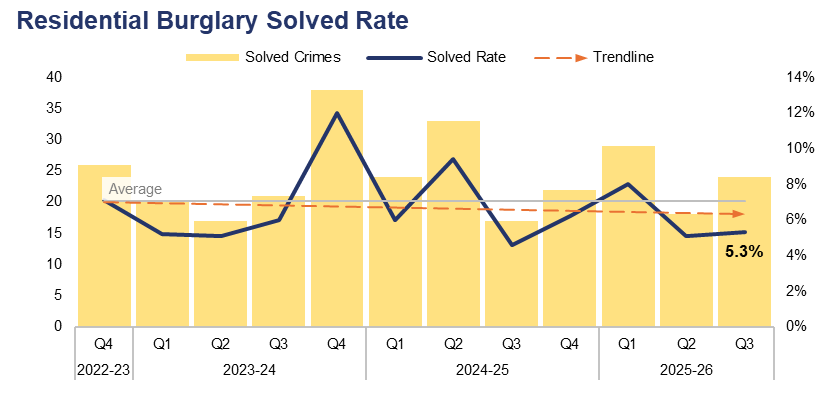 Residential Burglary Solved Rate
Solved Crimes Solved Rate Trendline
40 14%
35 12%
30 10%
25 8%
20 6%
15 4%
10 2%
5 0%
0
Average
5.3%
Q4 Q1 Q2 Q3 Q4 Q1 Q2 Q3 Q4 Q1 Q2 Q3
2022-23 2023-24 2024-25 2025-26